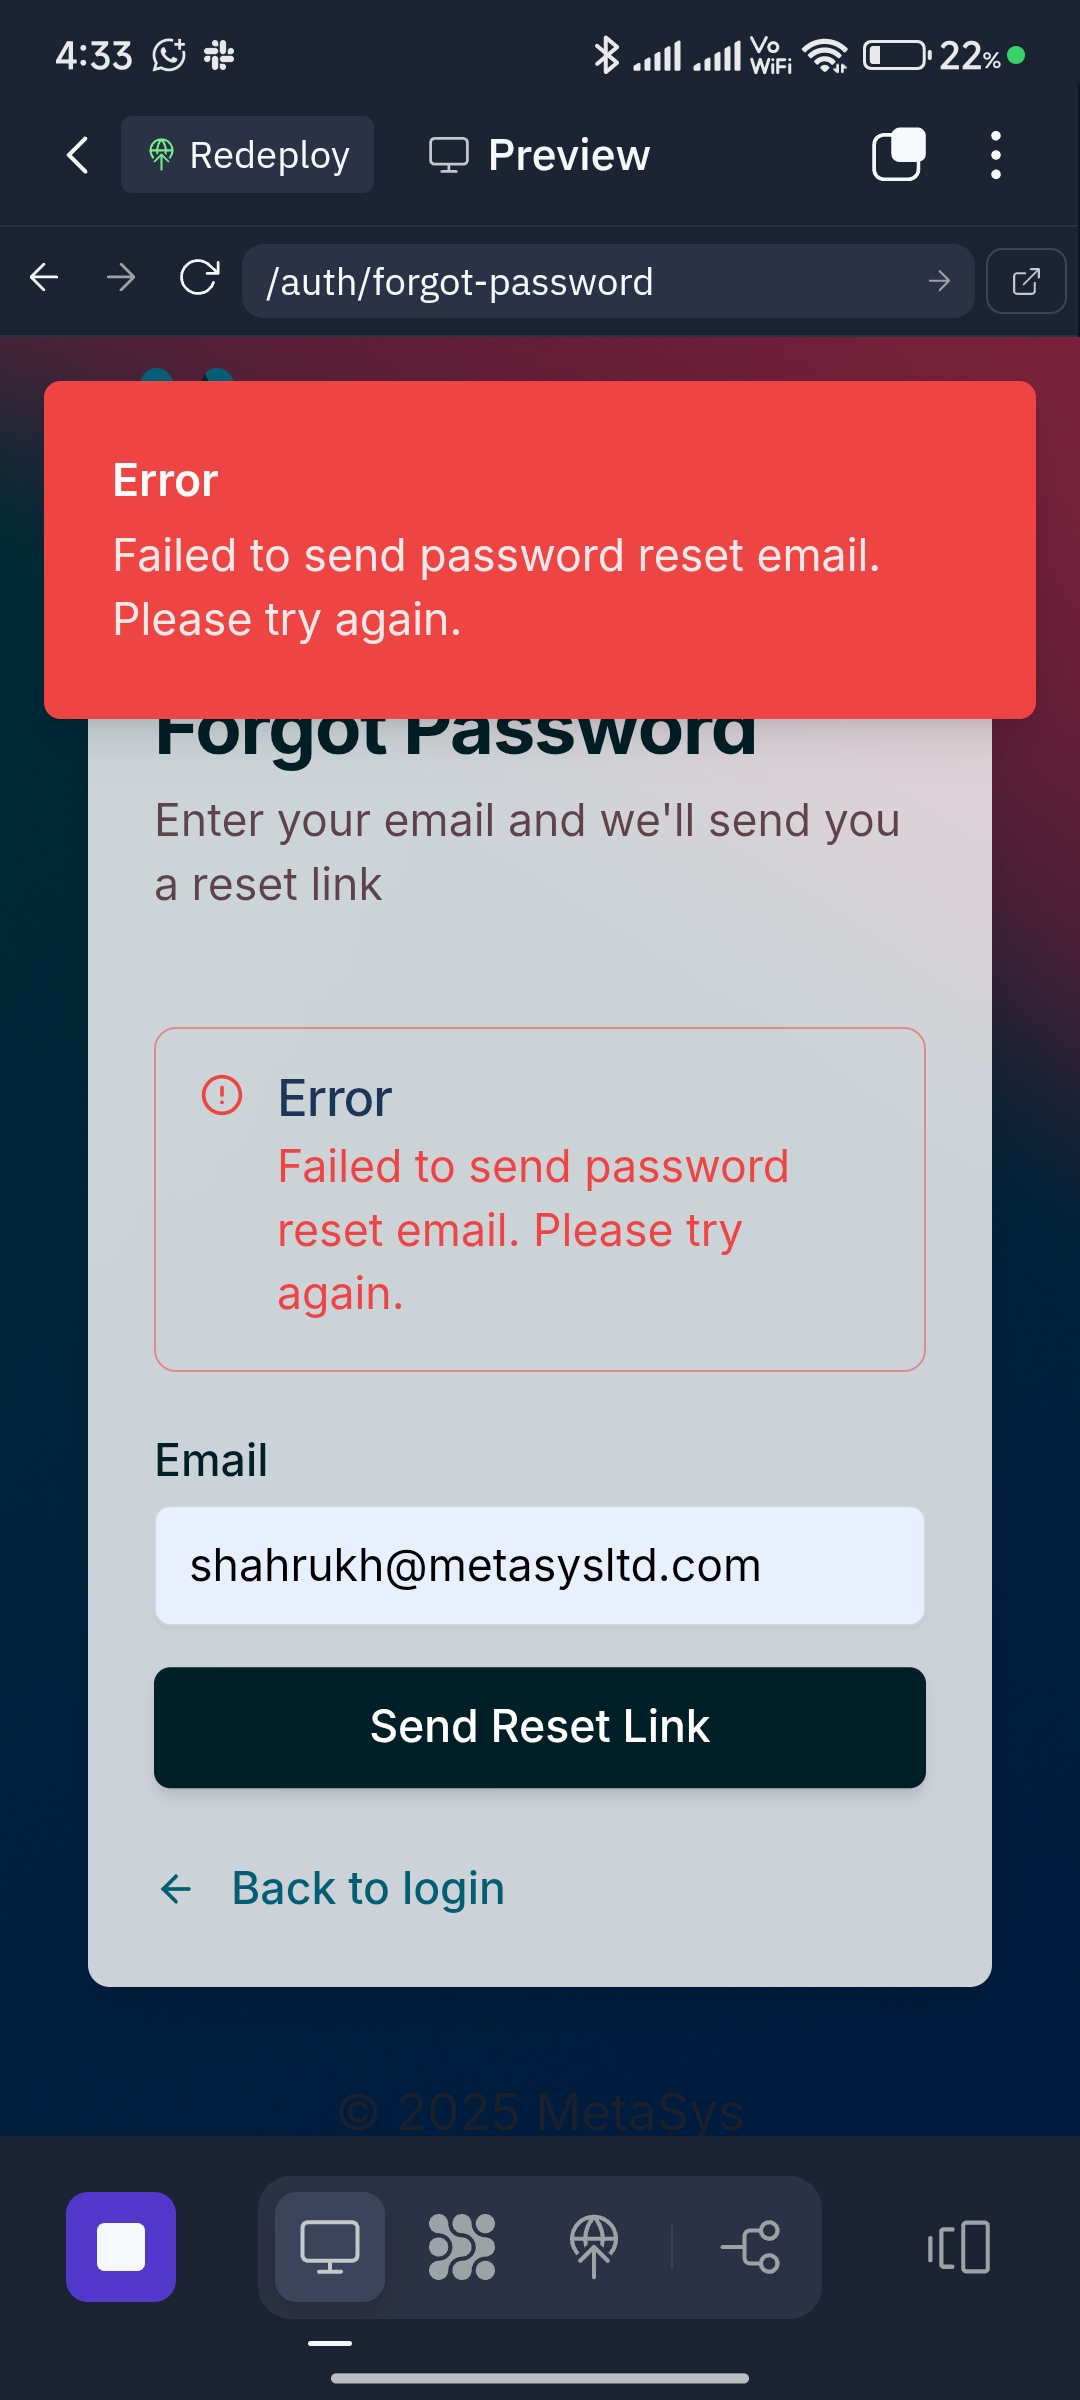 4:33
Vo
WiFi
22%
Redeploy
Preview
/auth/forgot-password
Error
Failed to send password reset email.
Please try again.
Forgot Password
Enter your email and we'll send you
a reset link
Error
Failed to send password
reset email. Please try
again.
Email
shahrukh@metasysltd.com
Send Reset Link
Back to login
© 2025 MetaSys